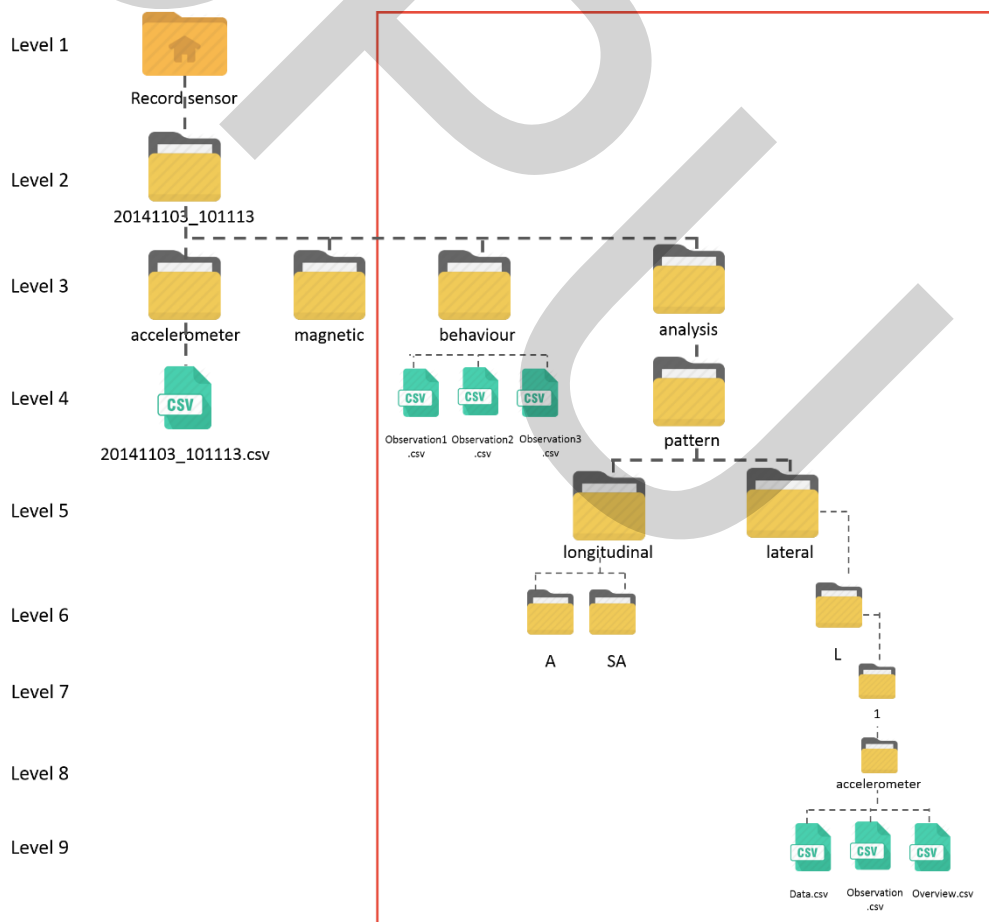 Level 1
Record sensor
Level 2
20141103_101113
Level 3
accelerometer
magnetic
behaviour
analysis
Level 4
CSV
20141103_101113.csv
CSV
CSV
CSV
Observation1
.csv
Observation2
.csv
Observation3
.csv
pattern
Level 5
longitudinal
lateral
Level 6
A
SA
L
Level 7
1
Level 8
accelerometer
Level 9
CSV
CSV
CSV
Data.csv
Observation
.csv
Overview.csv